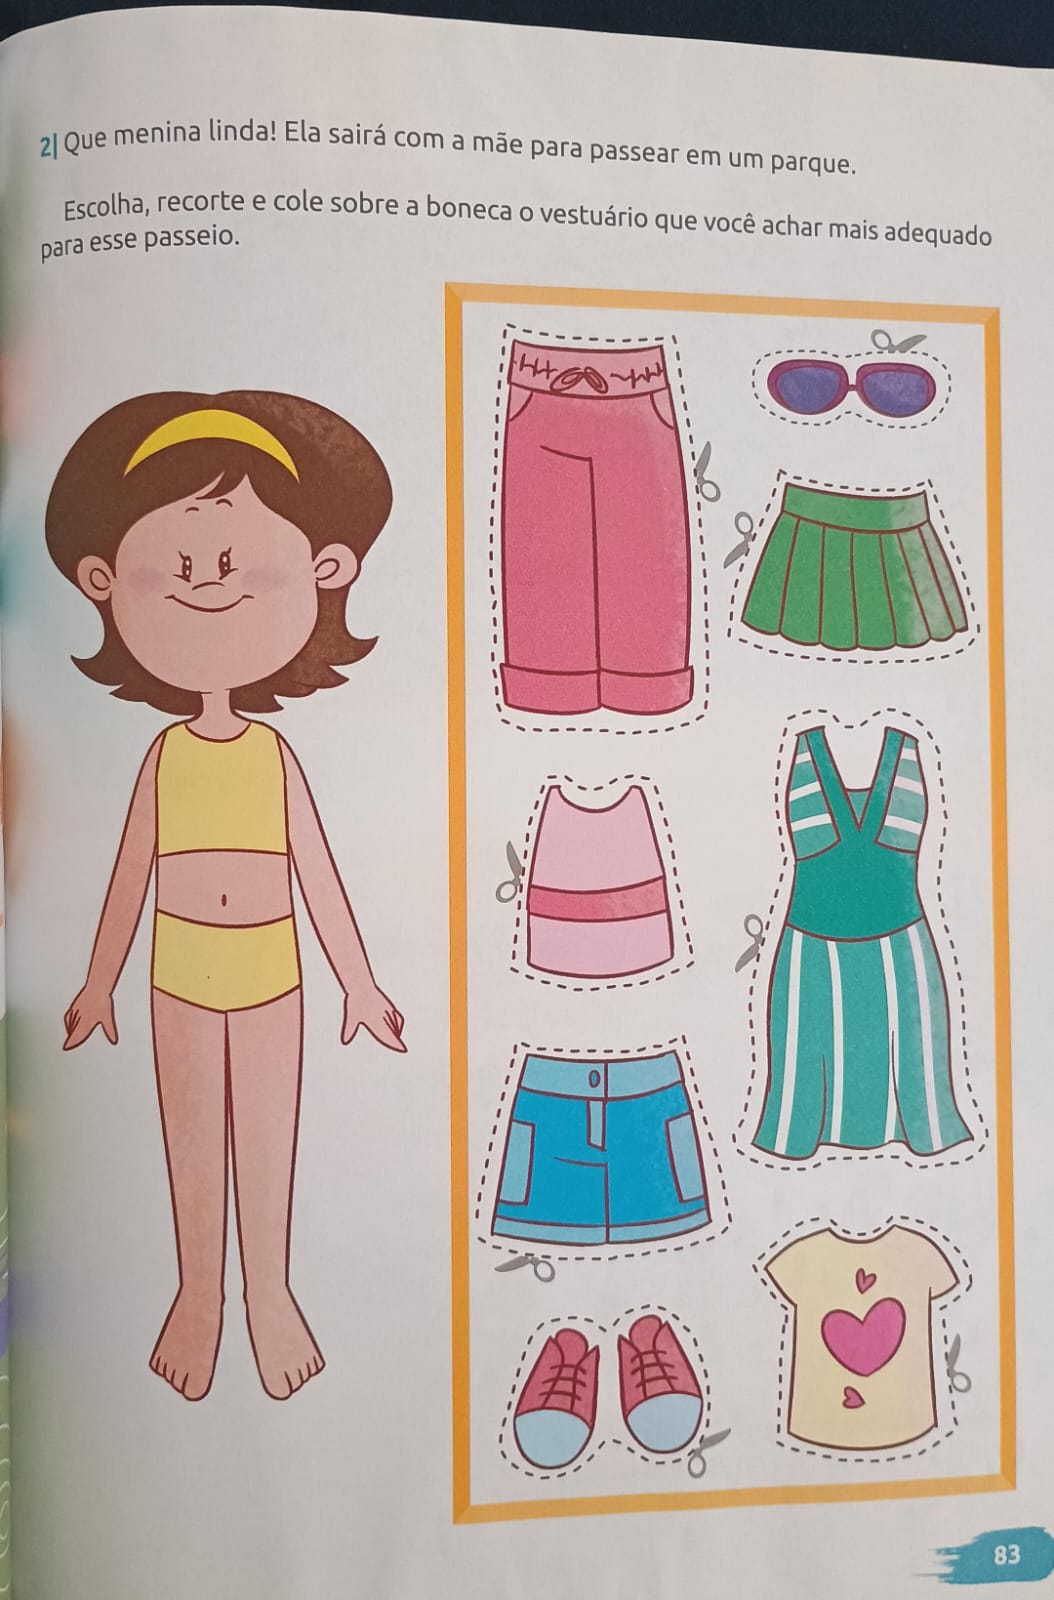 2| Que menina linda! Ela sairá com a mãe para passear em um parque.
Escolha, recorte e cole sobre a boneca o vestuário que você achar mais adequado
para esse passeio.
83